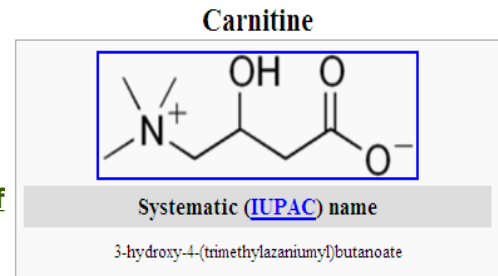 Carnitine
OH O
N+
O−
f
Systematic (IUPAC) name
3-hydroxy-4-(trimethylazaniumyl)butanoate